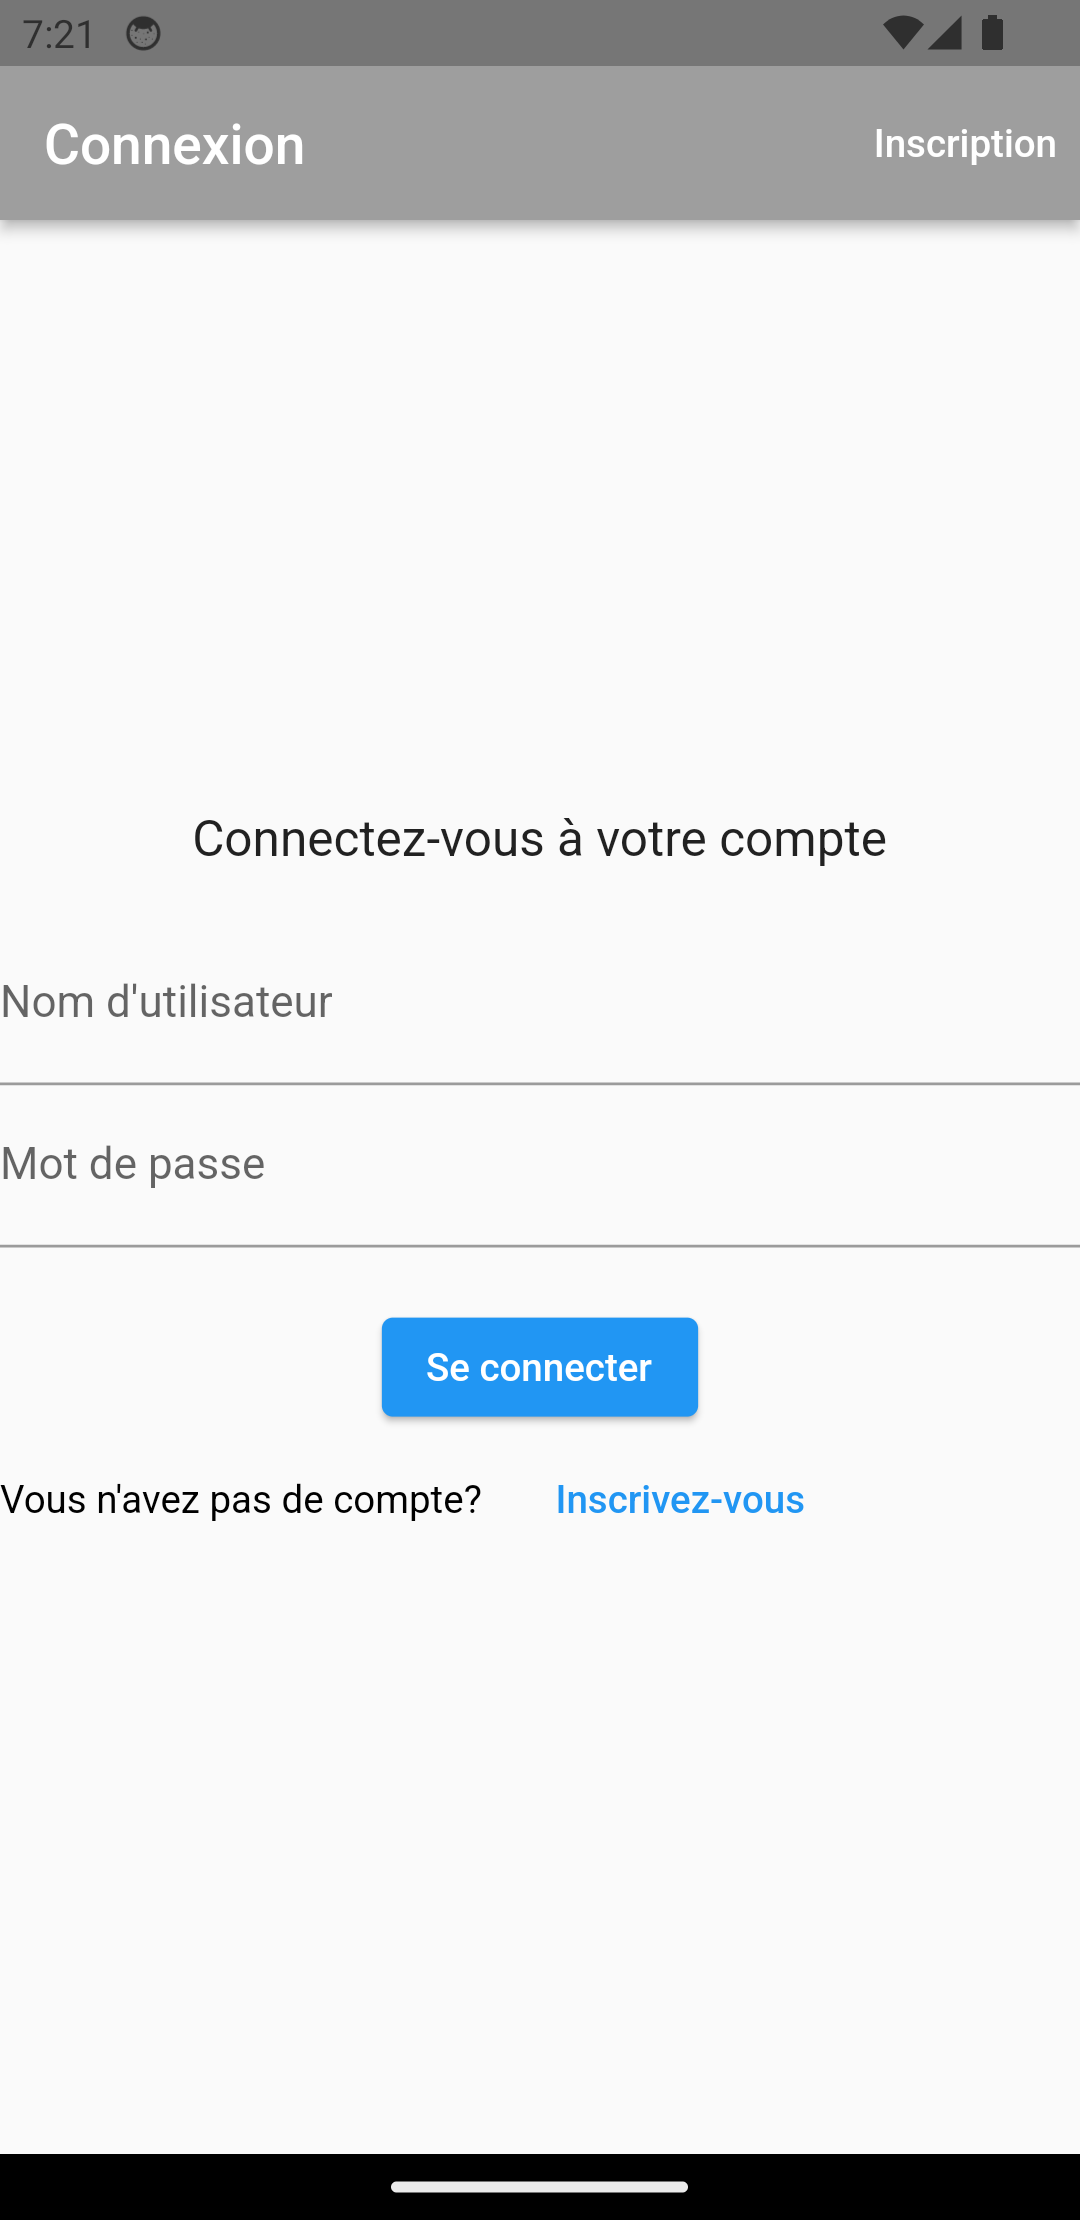 7:21
Connexion
Inscription
Connectez-vous à votre compte
Nom d'utilisateur
Mot de passe
Se connecter
Vous n'avez pas de compte? Inscrivez-vous